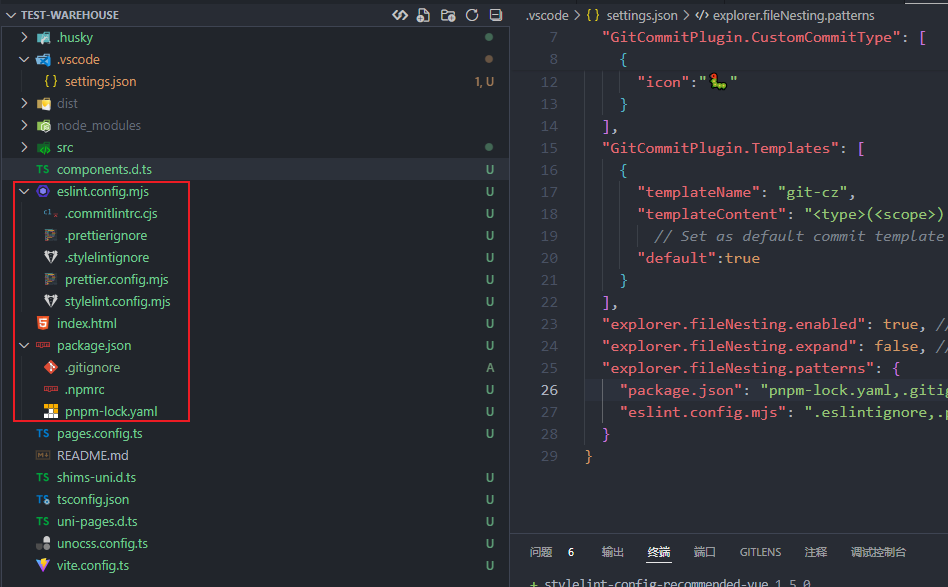 TEST-WAREHOUSE
.husky
.vscode
{ } settings.json 1, U
dist
node_modules
src
TS components.d.ts U
eslint.config.mjs U
.commitlintrc.cjs U
.prettierignore U
.stylelintignore U
prettier.config.mjs U
stylelint.config.mjs U
index.html U
package.json U
.gitignore A
.npmrc U
pnpm-lock.yaml U
TS pages.config.ts U
README.md
TS shims-uni.d.ts U
TS tsconfig.json U
TS uni-pages.d.ts U
unocss.config.ts U
vite.config.ts U
.vscode > { } settings.json > explorer.fileNesting.patterns
7 "GitCommitPlugin.CustomCommitType": [
8 {
12 "icon":"🐛"
13 }
14 ],
15 "GitCommitPlugin.Templates": [
16 {
17 "templateName": "git-cz",
18 "templateContent": "<type>(<scope>)
19 // Set as default commit template
20 "default":true
21 }
22 ],
23 "explorer.fileNesting.enabled": true, //
24 "explorer.fileNesting.expand": false, //
25 "explorer.fileNesting.patterns": {
26 "package.json": "pnpm-lock.yaml,.gitig
27 "eslint.config.mjs": ".eslintignore,.p
28 }
29 }
问题 6 输出 终端 端口 GITLENS 注释 调试控制台
+ stylelint-config-recommended-vue 1.5.0